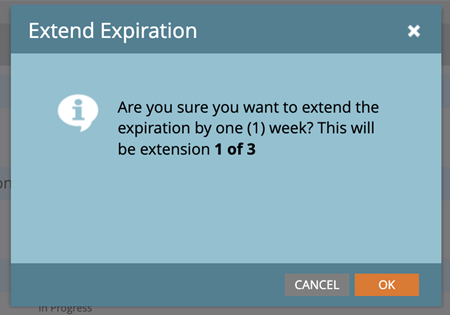 Extend Expiration
Are you sure you want to extend the
expiration by one (1) week? This will
be extension 1 of 3
on
CANCEL
OK
In Progress